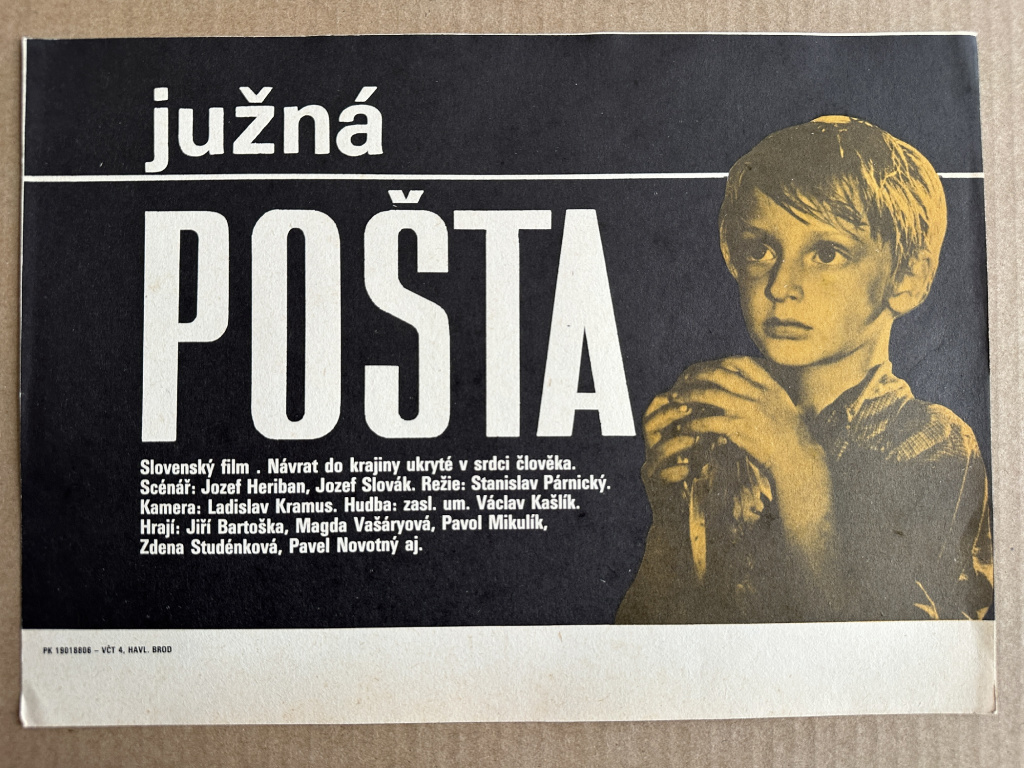 južná
POŠTA
Slovenský film . Návrat do krajiny ukryté v srdci člověka.
Scénář: Jozef Heriban, Jozef Slovák. Režie: Stanislav Párnický.
Kamera: Ladislav Kramus. Hudba: zasl. um. Václav Kašlík.
Hrají: Jiří Bartoška, Magda Vašáryová, Pavol Mikulík,
Zdena Studénková, Pavel Novotný aj.
PK 19018806 – VČT 4, HAVL. BROD